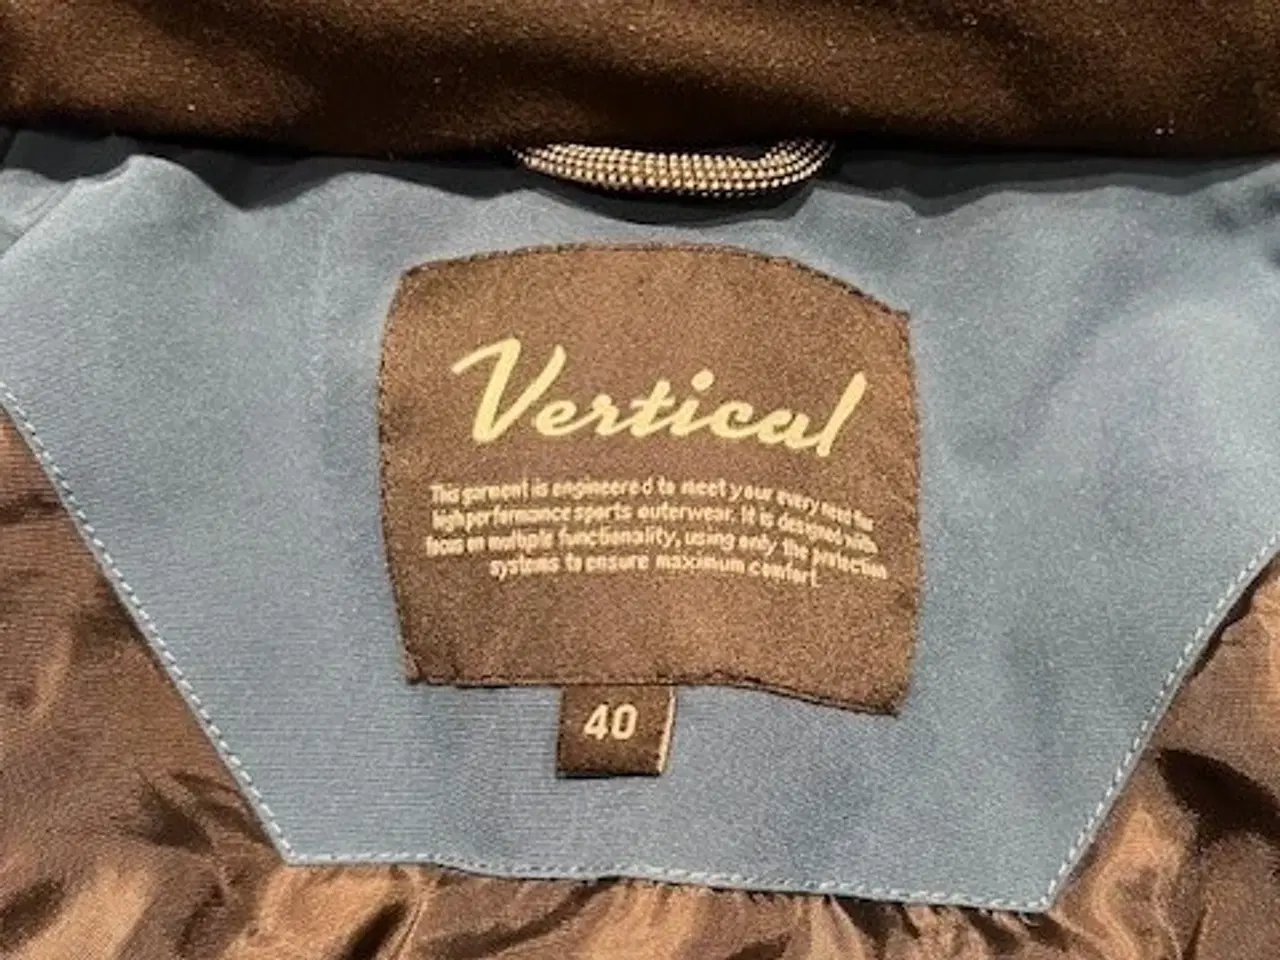 Vertical
This garment is engineered to meet your every need for
high performance sports outerwear. It is designed with
focus on multiple functionality, using only the protection
systems to ensure maximum comfort.
40